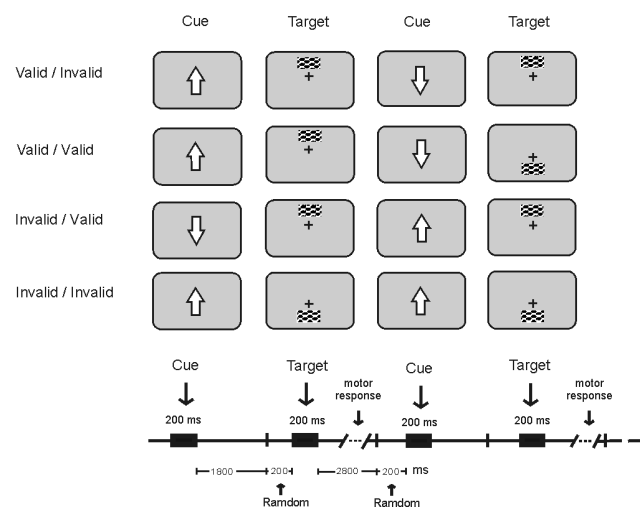 Cue Target Cue Target
Valid / Invalid
Valid / Valid
Invalid / Valid
Invalid / Invalid
Cue Target Cue Target
motor response motor response
200 ms 200 ms 200 ms 200 ms
1800 200 2800 200 ms
Ramdom Ramdom